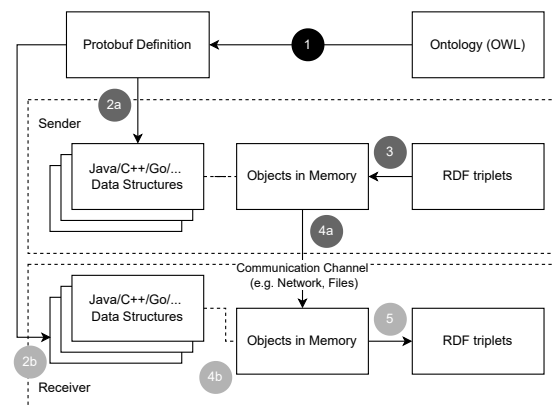 Protobuf Definition
1
Ontology (OWL)
2a
Sender
Java/C++/Go/...
Data Structures
Objects in Memory
3
RDF triplets
4a
Communication Channel
(e.g. Network, Files)
Java/C++/Go/...
Data Structures
Objects in Memory
5
RDF triplets
2b
4b
Receiver